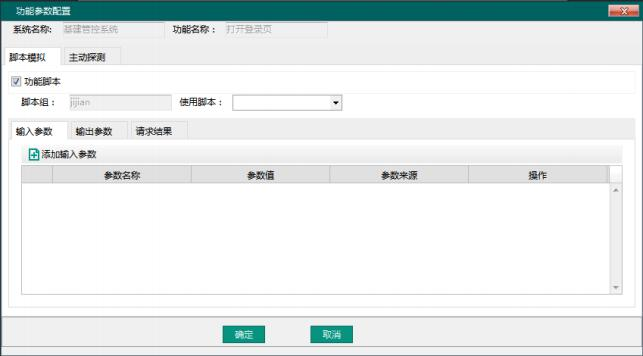 功能参数配置
系统名称: 基建管控系统 功能名称: 打开登录页
脚本模拟 主动探测
功能脚本
脚本组: jijian 使用脚本:
输入参数 输出参数 请求结果
添加输入参数
参数名称 参数值 参数来源 操作
确定 取消